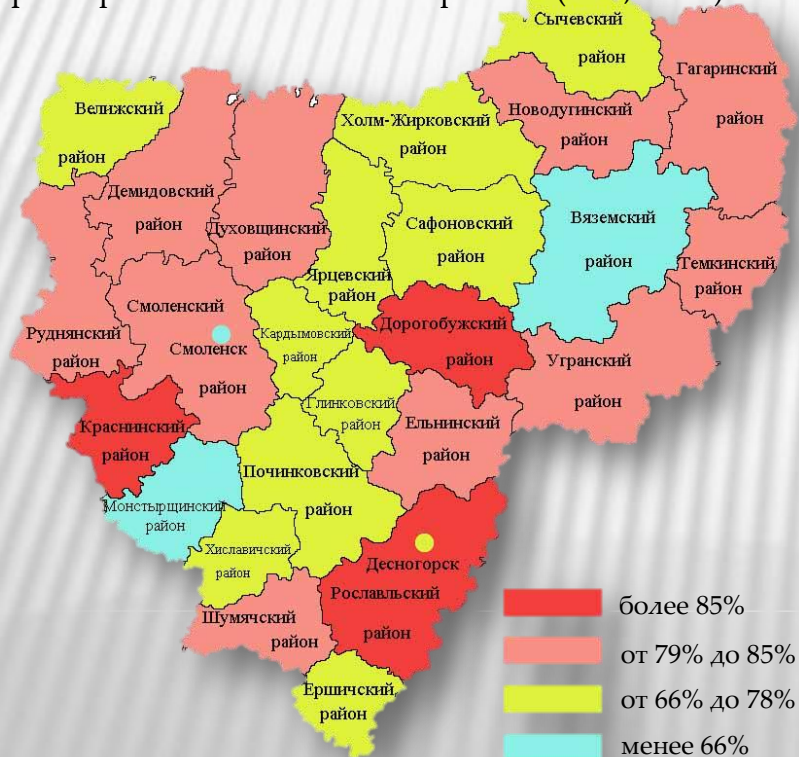 Сычевский
район
Гагаринский
район
Велижский
район
Холм-Жирковский
район
Новодугинский
район
Демидовский
район
Духовщинский
район
Сафоновский
район
Вяземский
район
Ярцевский
район
Темкинский
район
Смоленский
Смоленск
район
Руднянский
район
Кардымовский
район
Дорогобужский
район
Угранский
район
Глинковский
район
Краснинский
район
Ельнинский
район
Починковский
район
Монстырщинский
район
Хиславичский
район
Десногорск
Рославльский
район
Шумячский
район
Ершичский
район
более 85%
от 79% до 85%
от 66% до 78%
менее 66%